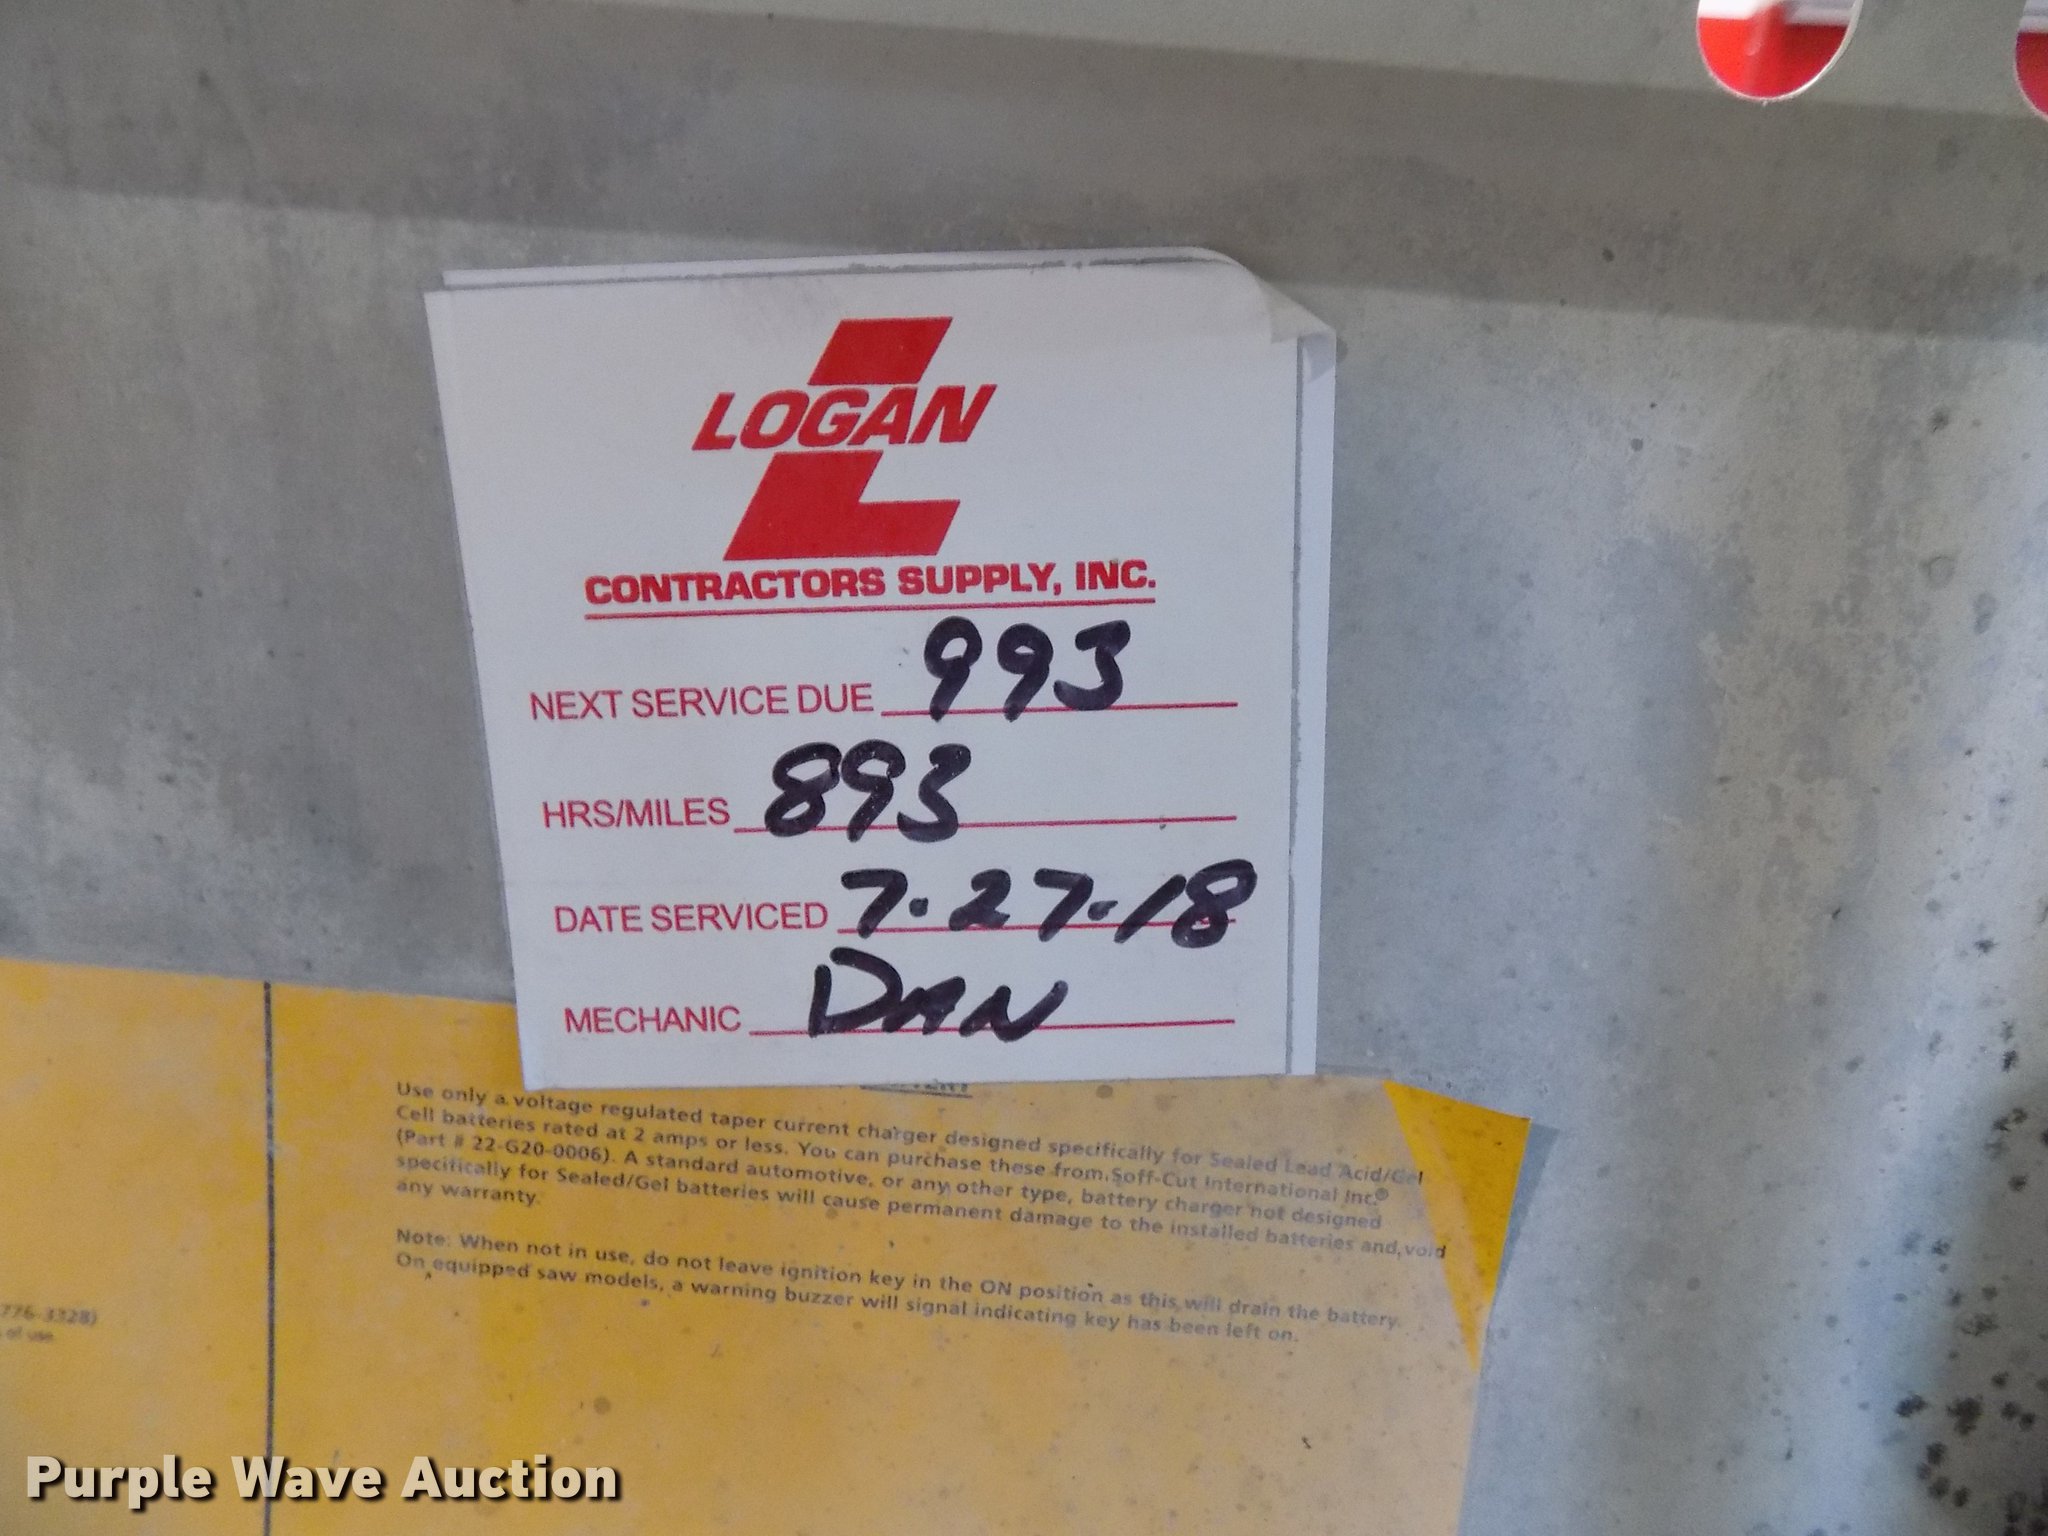 LOGAN
CONTRACTORS SUPPLY, INC.
NEXT SERVICE DUE 993
HRS/MILES 893
DATE SERVICED 7-27-18
MECHANIC DAN
Use only a voltage regulated taper current charger designed specifically for Sealed Lead Acid/Gel
Cell batteries rated at 2 amps or less. You can purchase these from Soff-Cut International Inc®
(Part # 22-G20-0006). A standard automotive, or any other type, battery charger not designed
specifically for Sealed/Gel batteries will cause permanent damage to the installed batteries and void
any warranty.
Note: When not in use, do not leave ignition key in the ON position as this will drain the battery.
On equipped saw models, a warning buzzer will signal indicating key has been left on.
776-3328)
of use.
Purple Wave Auction